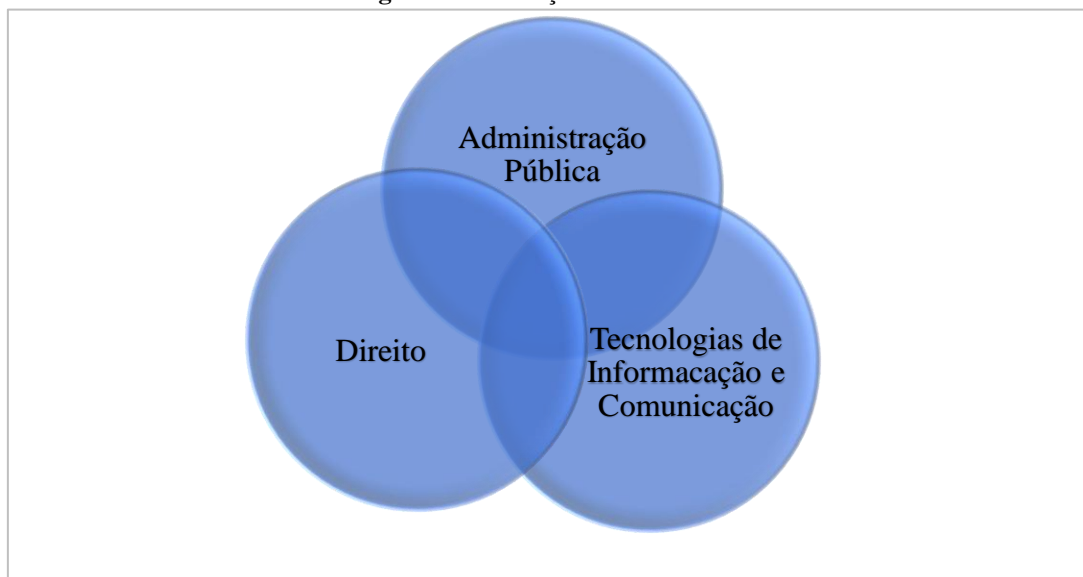 Administração
Pública
Direito
Tecnologias de
Informacação e
Comunicação